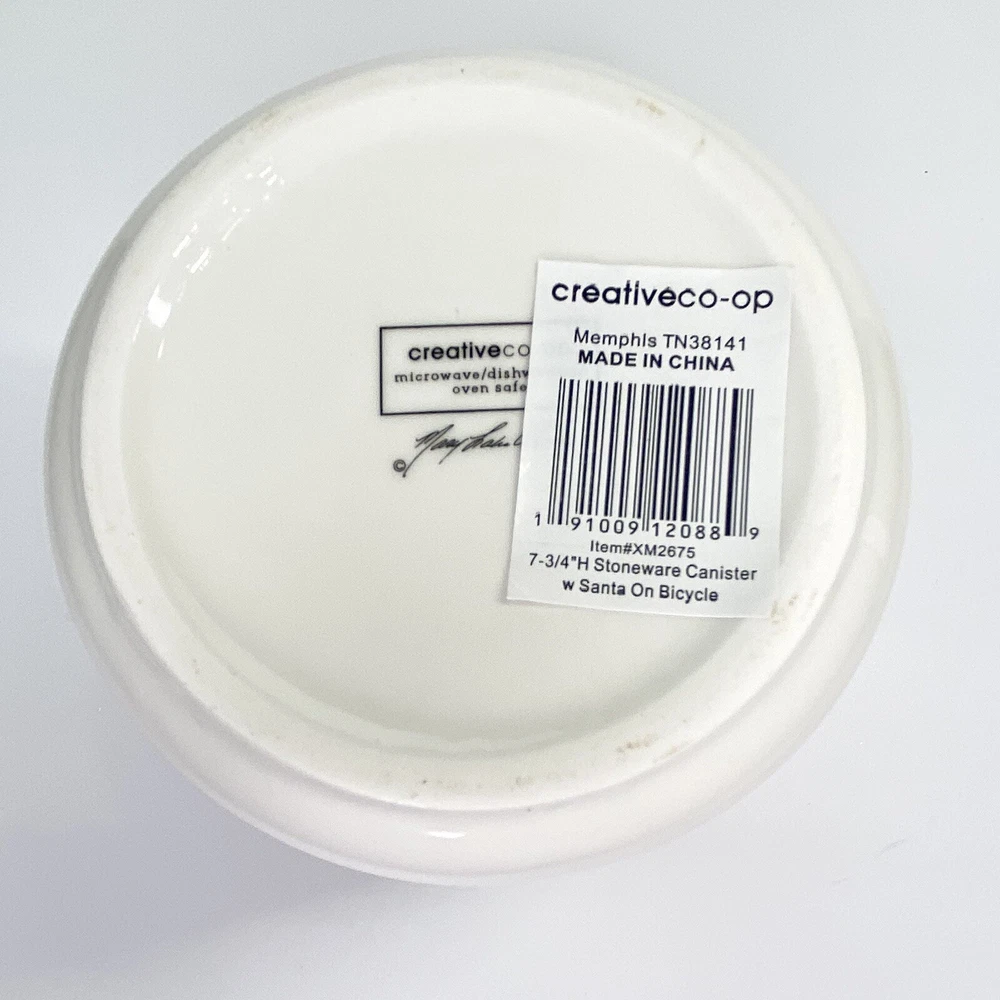 creativeco-op
Memphis TN38141
MADE IN CHINA
1 91009 12088 9
Item#XM2675
7-3/4"H Stoneware Canister
w Santa On Bicycle
creativeco
microwave/dishw
oven safe
© Mary